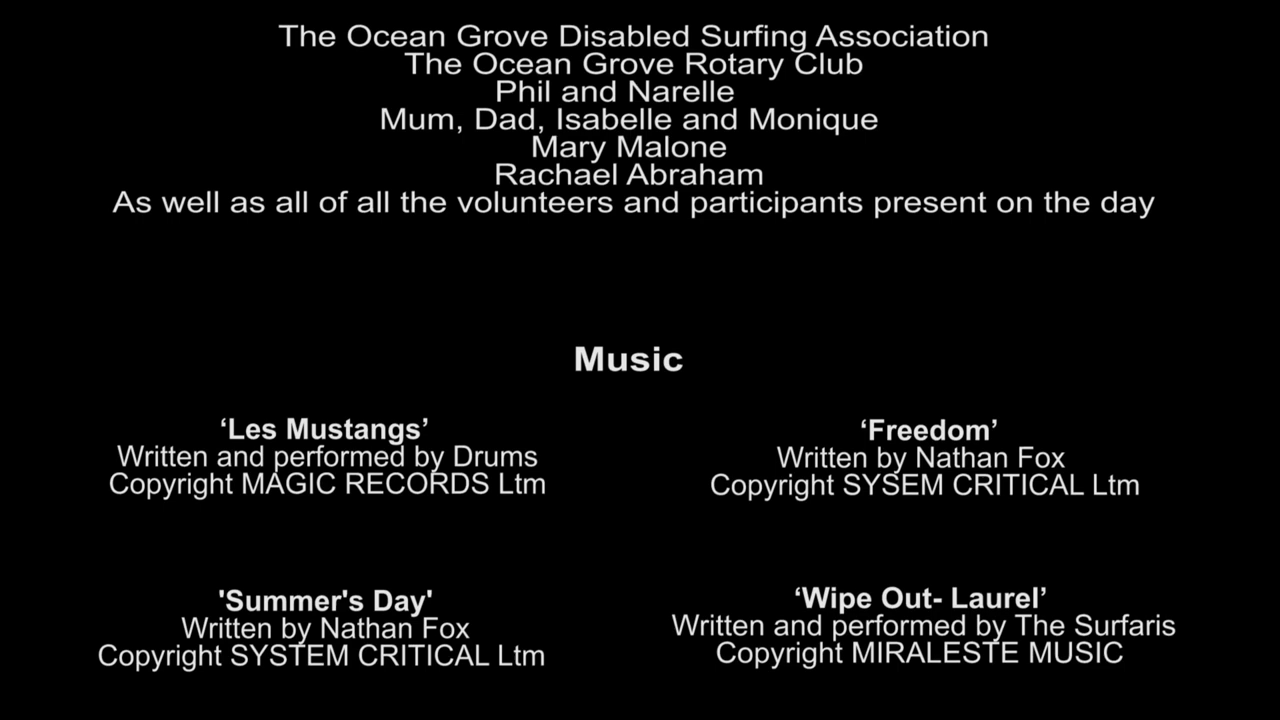 The Ocean Grove Disabled Surfing Association
The Ocean Grove Rotary Club
Phil and Narelle
Mum, Dad, Isabelle and Monique
Mary Malone
Rachael Abraham
As well as all of all the volunteers and participants present on the day
Music
‘Les Mustangs’
Written and performed by Drums
Copyright MAGIC RECORDS Ltm
‘Freedom’
Written by Nathan Fox
Copyright SYSEM CRITICAL Ltm
'Summer's Day'
Written by Nathan Fox
Copyright SYSTEM CRITICAL Ltm
‘Wipe Out- Laurel’
Written and performed by The Surfaris
Copyright MIRALESTE MUSIC